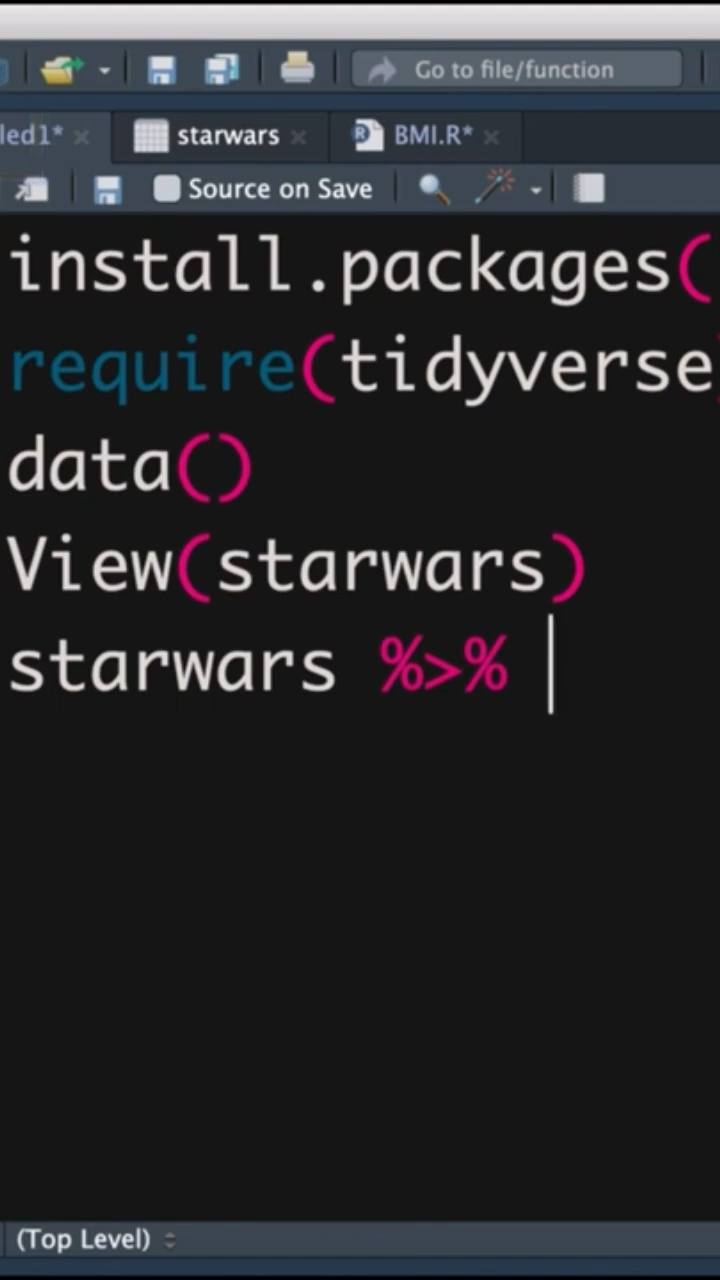 Go to file/function
led1* starwars BMI.R*
Source on Save
install.packages(
require(tidyverse
data()
View(starwars)
starwars %>%
(Top Level)